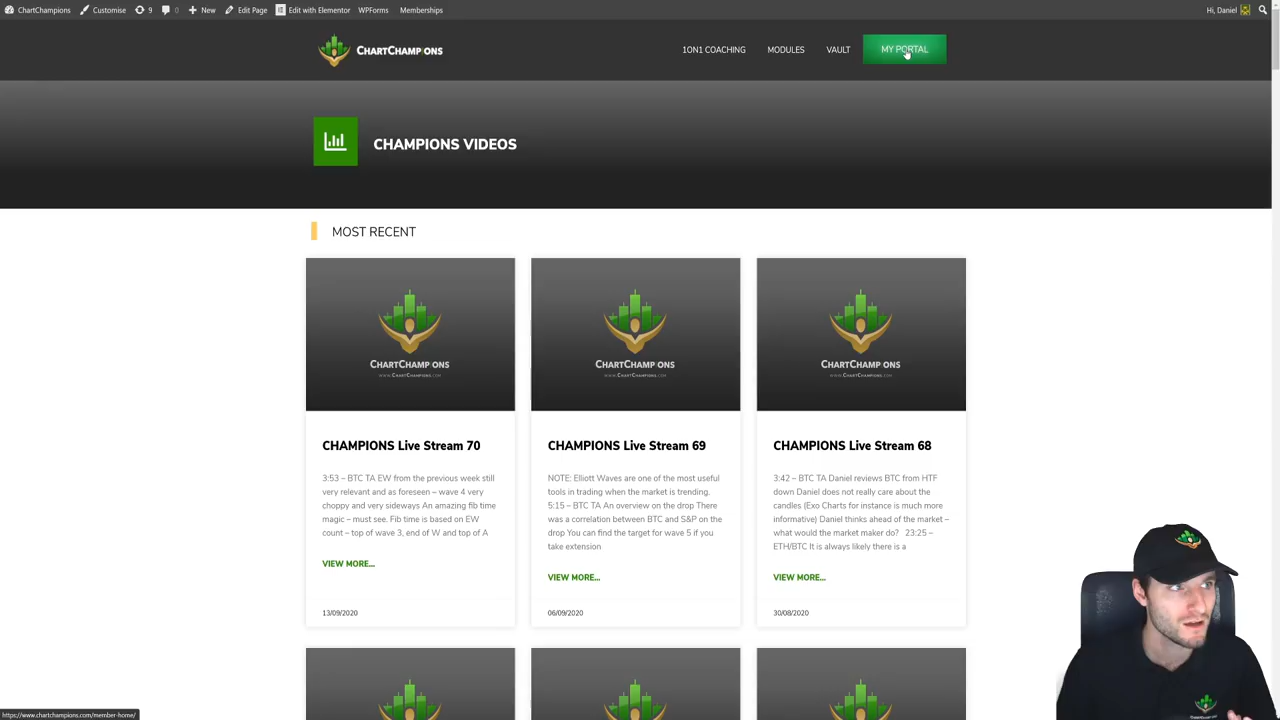 ChartChampions
Customise
9
0
New
Edit Page
Edit with Elementor
WPForms
Memberships
Hi, Daniel
CHARTCHAMPIONS
1ON1 COACHING
MODULES
VAULT
MY PORTAL
CHAMPIONS VIDEOS
MOST RECENT
CHARTCHAMPIONS
www.ChartChampions.com
CHAMPIONS Live Stream 70
3:53 – BTC TA EW from the previous week still
very relevant and as foreseen – wave 4 very
choppy and very sideways An amazing fib time
magic – must see. Fib time is based on EW
count – top of wave 3, end of W and top of A
VIEW MORE...
13/09/2020
CHARTCHAMPIONS
www.ChartChampions.com
CHAMPIONS Live Stream 69
NOTE: Elliott Waves are one of the most useful
tools in trading when the market is trending.
5:15 – BTC TA An overview on the drop There
was a correlation between BTC and S&P on the
drop You can find the target for wave 5 if you
take extension
VIEW MORE...
06/09/2020
CHARTCHAMPIONS
www.ChartChampions.com
CHAMPIONS Live Stream 68
3:42 – BTC TA Daniel reviews BTC from HTF
down Daniel does not really care about the
candles (Exo Charts for instance is much more
informative) Daniel thinks ahead of the market –
what would the market maker do? 23:25 –
ETH/BTC It is always likely there is a
VIEW MORE...
30/08/2020
https://www.chartchampions.com/member-home/